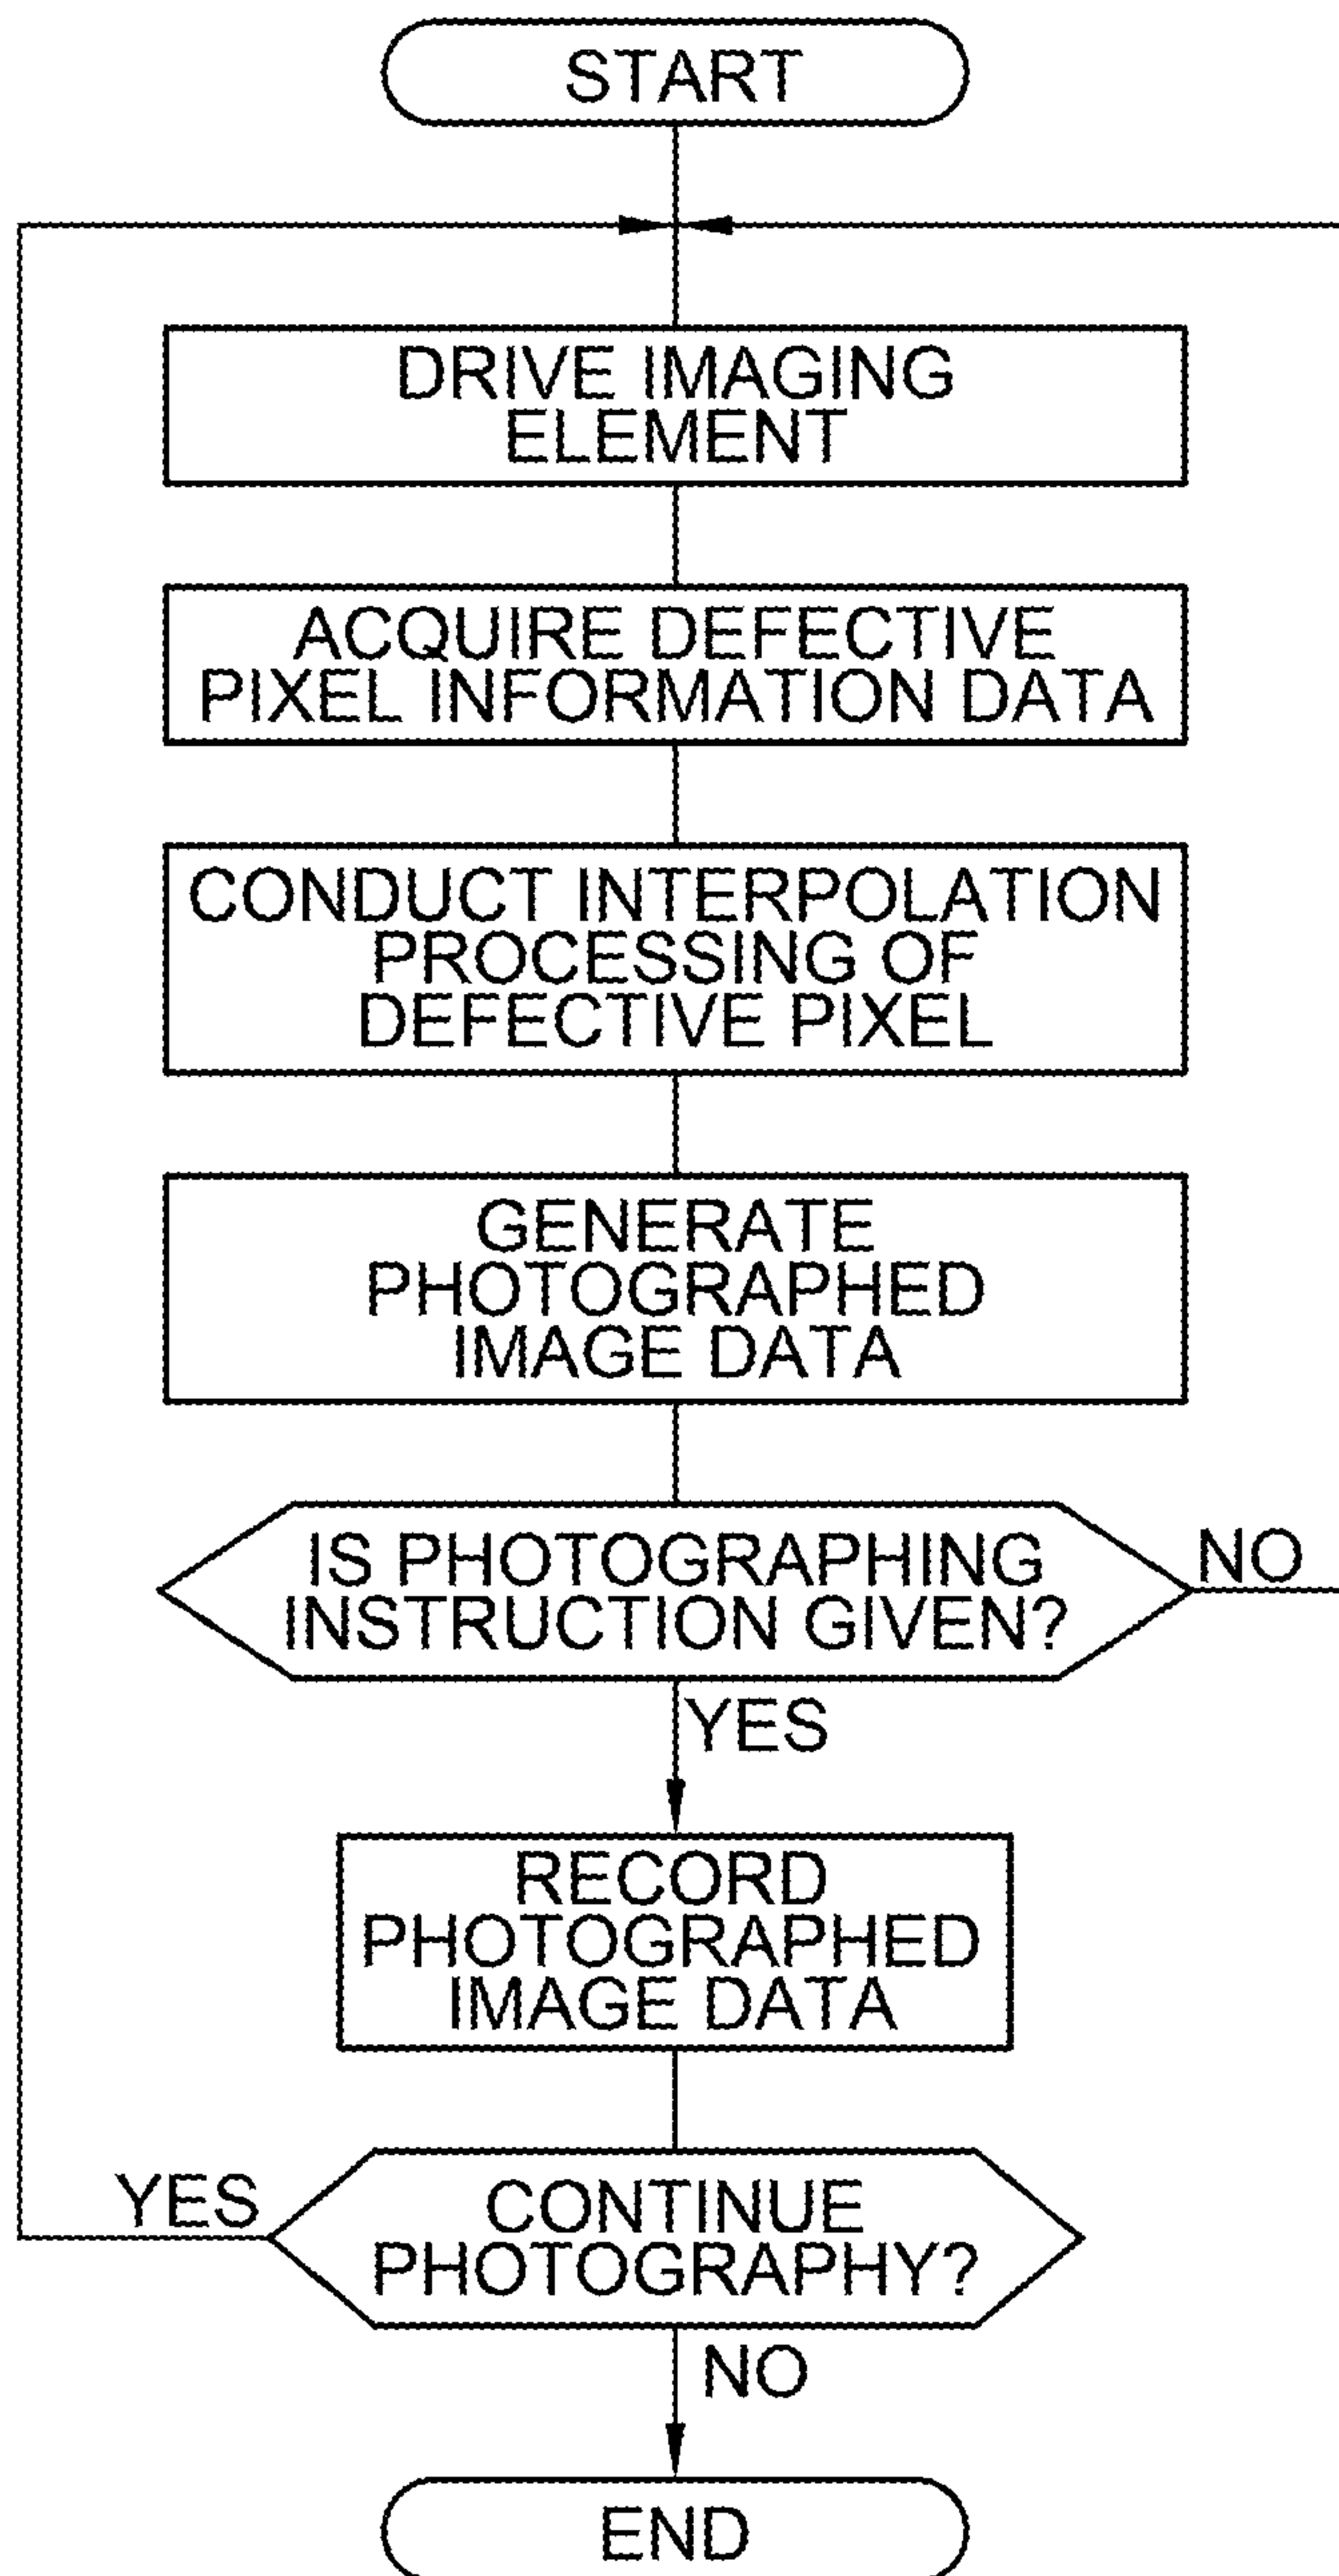 START
DRIVE IMAGING
ELEMENT
ACQUIRE DEFECTIVE
PIXEL INFORMATION DATA
CONDUCT INTERPOLATION
PROCESSING OF
DEFECTIVE PIXEL
GENERATE
PHOTOGRAPHED
IMAGE DATA
IS PHOTOGRAPHING
INSTRUCTION GIVEN?
NO
YES
RECORD
PHOTOGRAPHED
IMAGE DATA
YES
CONTINUE
PHOTOGRAPHY?
NO
END